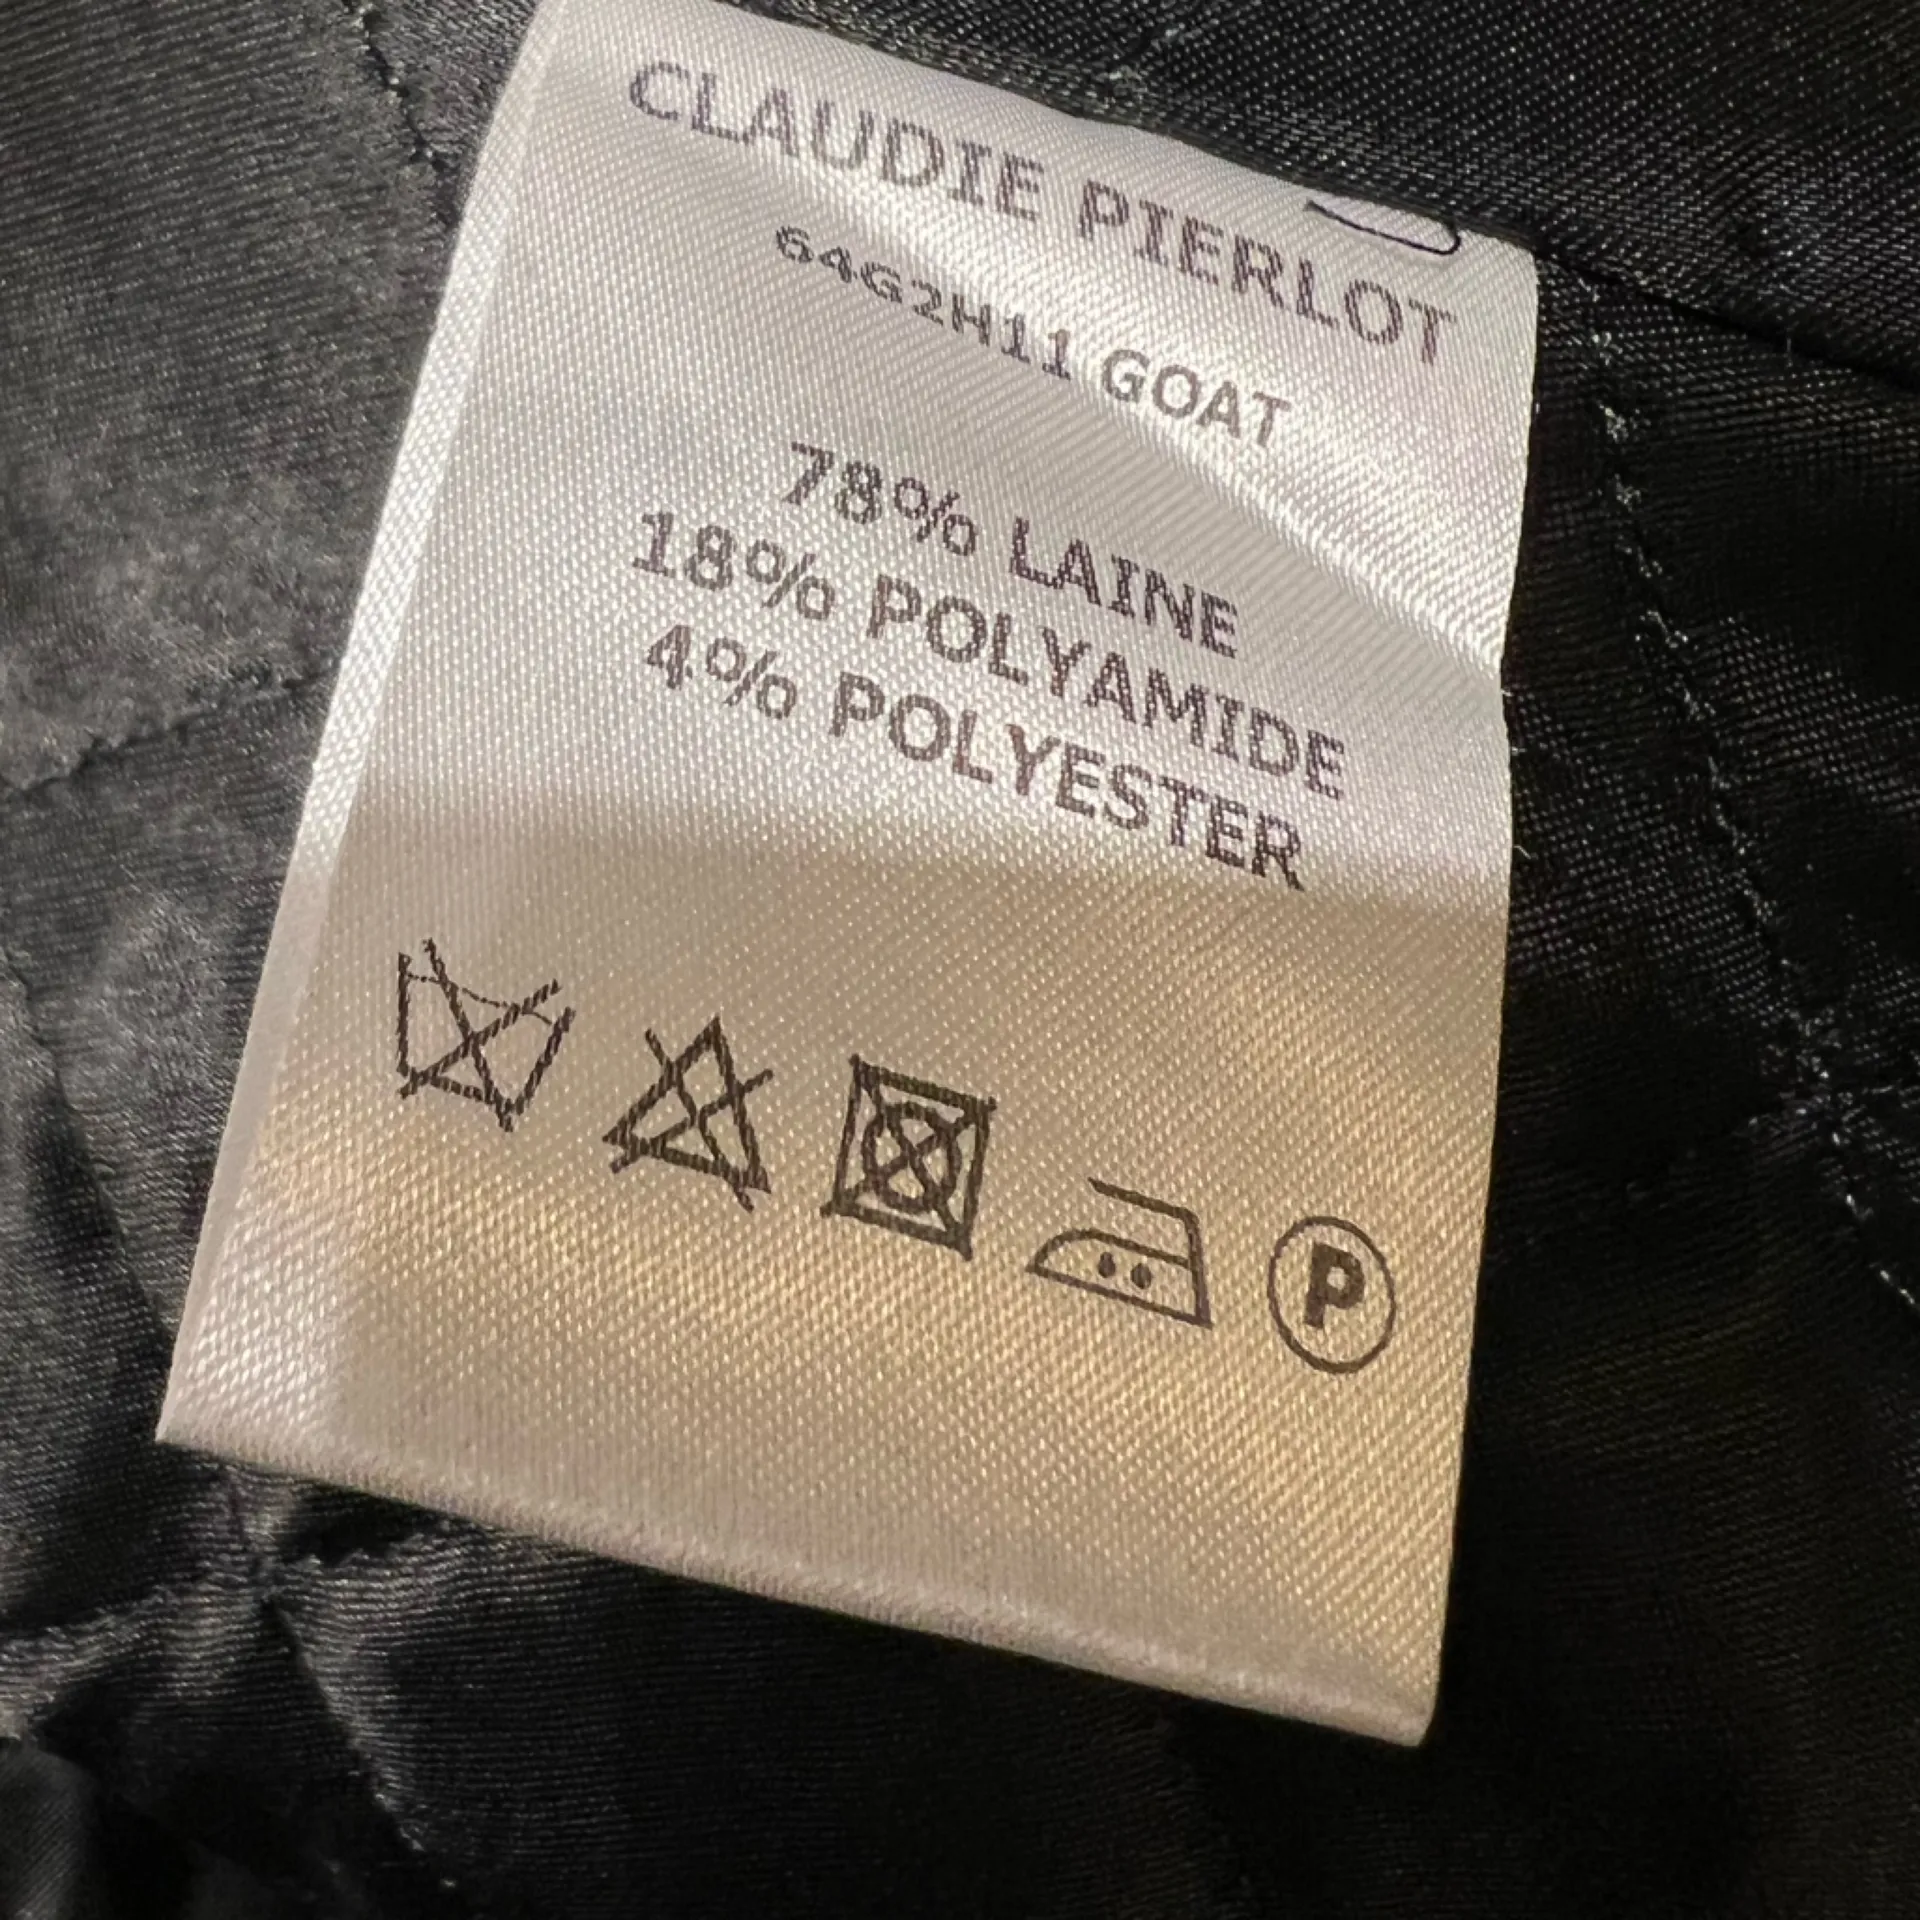 CLAUDIE PIERLOT
64G2H11 GOAT
78% LAINE
18% POLYAMIDE
4% POLYESTER
P